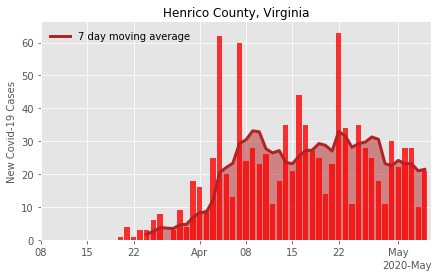 Henrico County, Virginia
7 day moving average
New Covid-19 Cases
60
50
40
30
20
10
0
08 15 22 Apr 08 15 22 May
2020-May